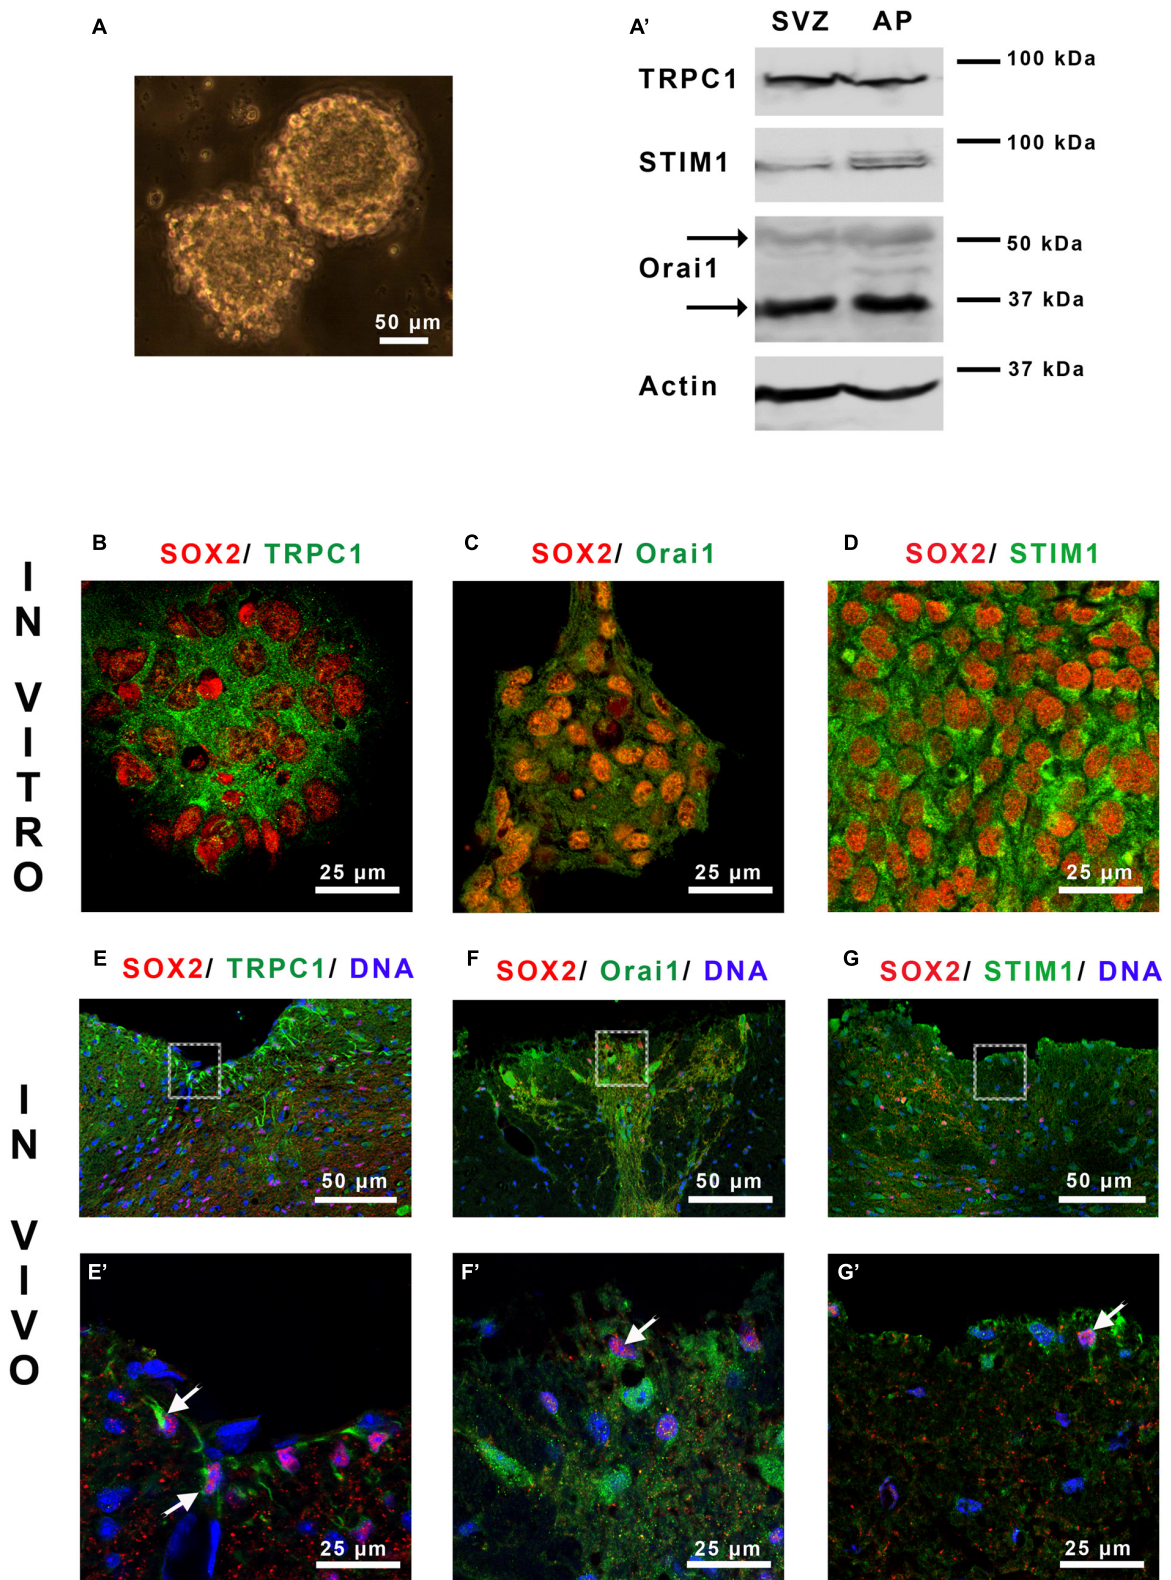 A
50 µm
A’
SVZ AP
TRPC1
100 kDa
STIM1
100 kDa
Orai1
50 kDa
37 kDa
Actin
37 kDa
IN VITRO
B
SOX2/ TRPC1
25 µm
C
SOX2/ Orai1
25 µm
D
SOX2/ STIM1
25 µm
IN VIVO
E
SOX2/ TRPC1/ DNA
50 µm
F
SOX2/ Orai1/ DNA
50 µm
G
SOX2/ STIM1/ DNA
50 µm
E’
25 µm
F’
25 µm
G’
25 µm